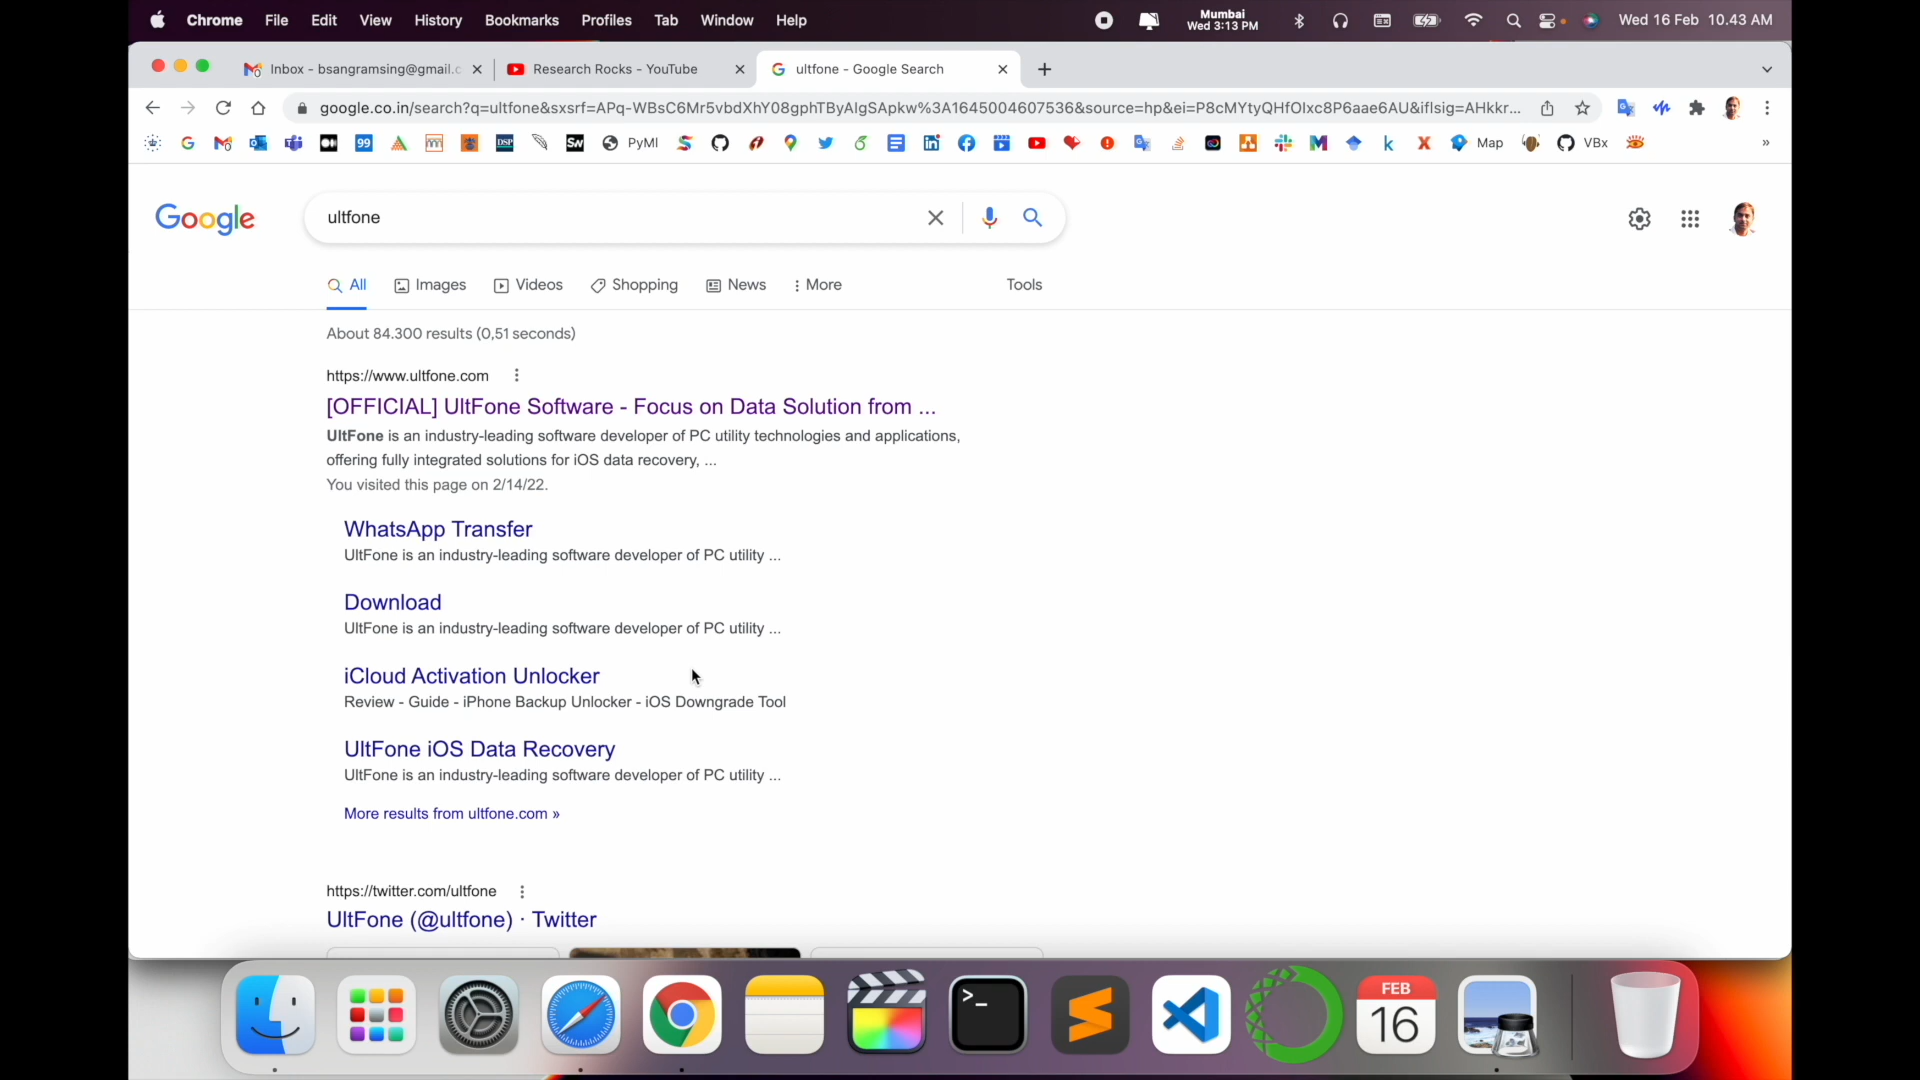 Chrome File Edit View History Bookmarks Profiles Tab Window Help
Mumbai
Wed 3:13 PM
Wed 16 Feb 10.43 AM
Inbox - bsangramsing@gmail.c
Research Rocks - YouTube
ultfone - Google Search
google.co.in/search?q=ultfone&sxsrf=APq-WBsC6Mr5vbdXhY08gphTByAIgSApkw%3A1645004607536&source=hp&ei=P8cMYtyQHfOIxc8P6aae6AU&iflsig=AHkkr...
99
DSP
PyMI
Map
VBx
Google
ultfone
All Images Videos Shopping News More Tools
About 84.300 results (0,51 seconds)
https://www.ultfone.com
[OFFICIAL] UltFone Software - Focus on Data Solution from ...
UltFone is an industry-leading software developer of PC utility technologies and applications,
offering fully integrated solutions for iOS data recovery, ...
You visited this page on 2/14/22.
WhatsApp Transfer
UltFone is an industry-leading software developer of PC utility ...
Download
UltFone is an industry-leading software developer of PC utility ...
iCloud Activation Unlocker
Review - Guide - iPhone Backup Unlocker - iOS Downgrade Tool
UltFone iOS Data Recovery
UltFone is an industry-leading software developer of PC utility ...
More results from ultfone.com »
https://twitter.com/ultfone
UltFone (@ultfone) · Twitter
FEB
16